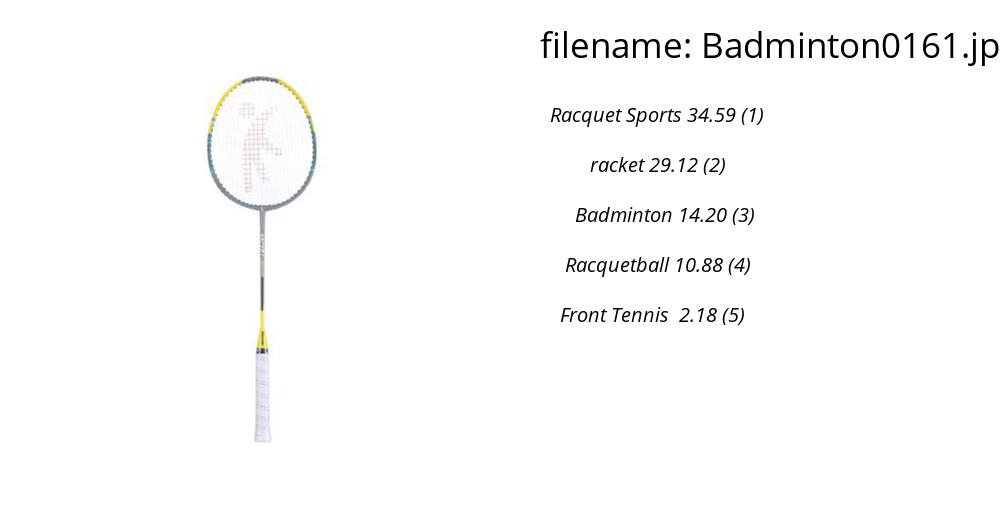 filename: Badminton0161.jp
Racquet Sports 34.59 (1)
racket 29.12 (2)
Badminton 14.20 (3)
Racquetball 10.88 (4)
Front Tennis  2.18 (5)